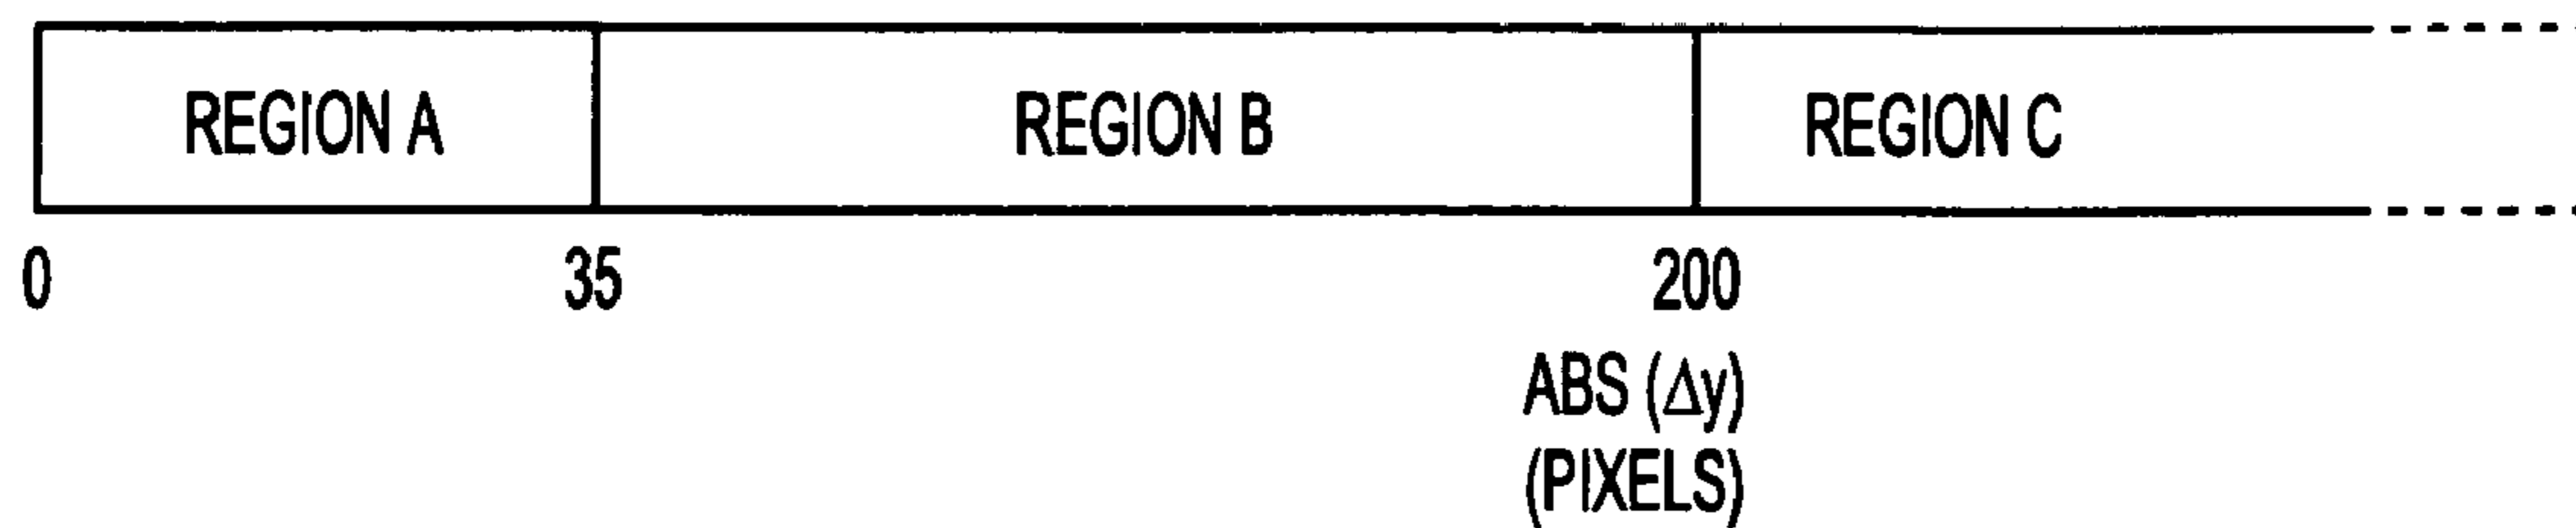 REGION A REGION B REGION C
0 35 200
ABS (Δy)
(PIXELS)